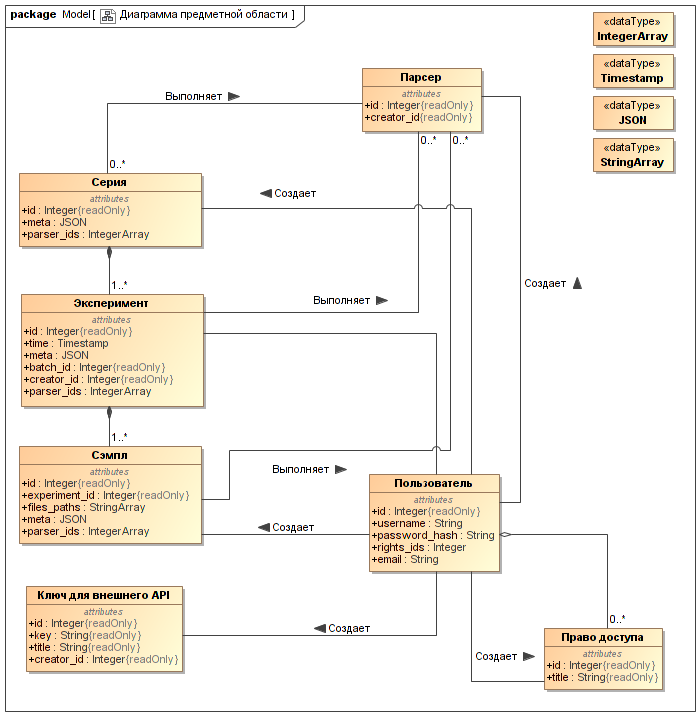 package Model [ Диаграмма предметной области ]
«dataType»
IntegerArray
«dataType»
Timestamp
«dataType»
JSON
«dataType»
StringArray
Парсер
attributes
+id : Integer{readOnly}
+creator_id{readOnly}
Выполняет
0..*
0..*
0..*
Серия
attributes
+id : Integer{readOnly}
+meta : JSON
+parser_ids : IntegerArray
Создает
1..*
Эксперимент
attributes
+id : Integer{readOnly}
+time : Timestamp
+meta : JSON
+batch_id : Integer{readOnly}
+creator_id : Integer{readOnly}
+parser_ids : IntegerArray
Выполняет
Создает
1..*
Сэмпл
attributes
+id : Integer{readOnly}
+experiment_id : Integer{readOnly}
+files_paths : StringArray
+meta : JSON
+parser_ids : IntegerArray
Выполняет
Создает
Пользователь
attributes
+id : Integer{readOnly}
+username : String
+password_hash : String
+rights_ids : Integer
+email : String
Ключ для внешнего API
attributes
+id : Integer{readOnly}
+key : String{readOnly}
+title : String{readOnly}
+creator_id : Integer{readOnly}
Создает
0..*
Создает
Право доступа
attributes
+id : Integer{readOnly}
+title : String{readOnly}